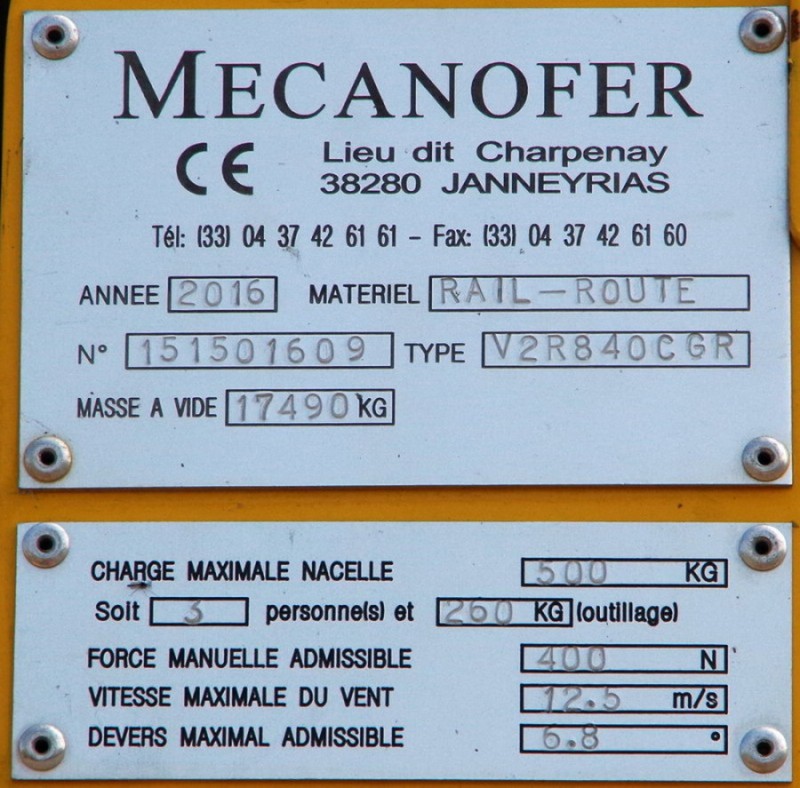 MECANOFER
CE Lieu dit Charpenay
38280 JANNEYRIAS
Tél: (33) 04 37 42 61 61 - Fax: (33) 04 37 42 61 60
ANNEE 2016 MATERIEL RAIL-ROUTE
N° 151501609 TYPE V2R840CGR
MASSE A VIDE 17490 KG
CHARGE MAXIMALE NACELLE 500 KG
Soit 3 personne(s) et 260 KG (outillage)
FORCE MANUELLE ADMISSIBLE 400 N
VITESSE MAXIMALE DU VENT 12.5 m/s
DEVERS MAXIMAL ADMISSIBLE 6.8 °